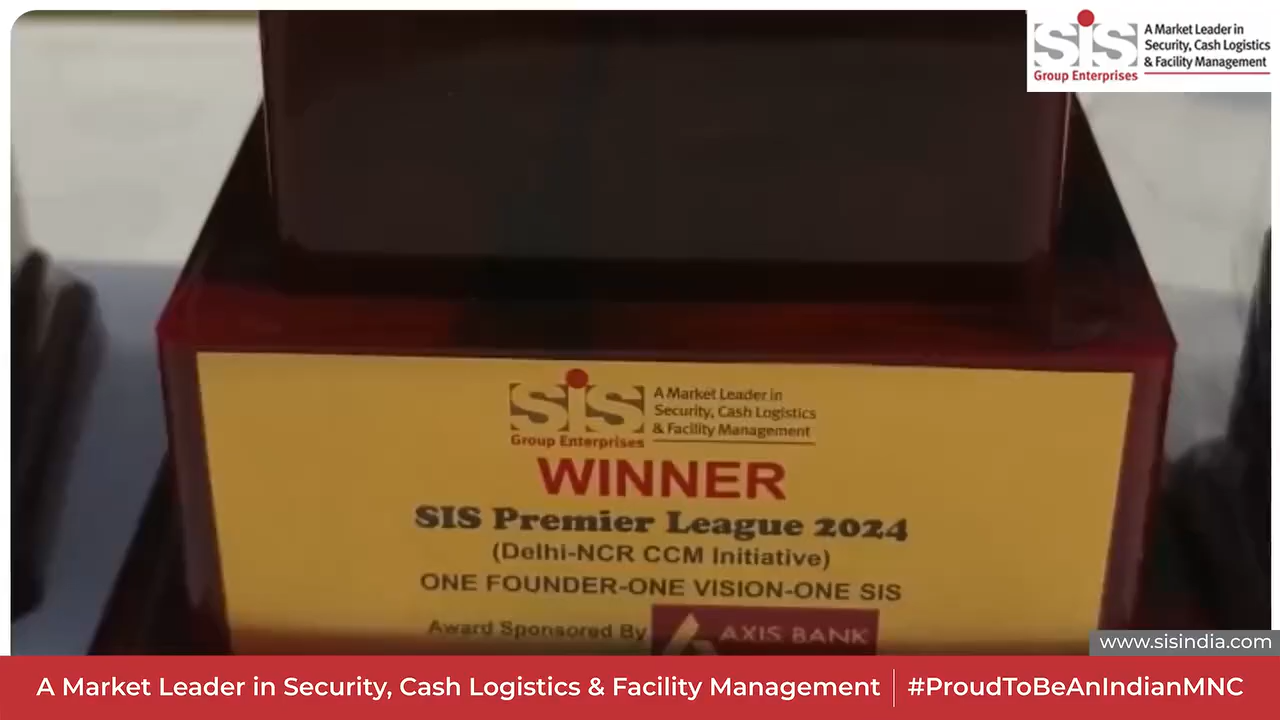 SIS
Group Enterprises
A Market Leader in
Security, Cash Logistics
& Facility Management
SIS
Group Enterprises
A Market Leader in
Security, Cash Logistics
& Facility Management
WINNER
SIS Premier League 2024
(Delhi-NCR CCM Initiative)
ONE FOUNDER-ONE VISION-ONE SIS
Award Sponsored By AXIS BANK
www.sisindia.com
A Market Leader in Security, Cash Logistics & Facility Management #ProudToBeAnIndianMNC